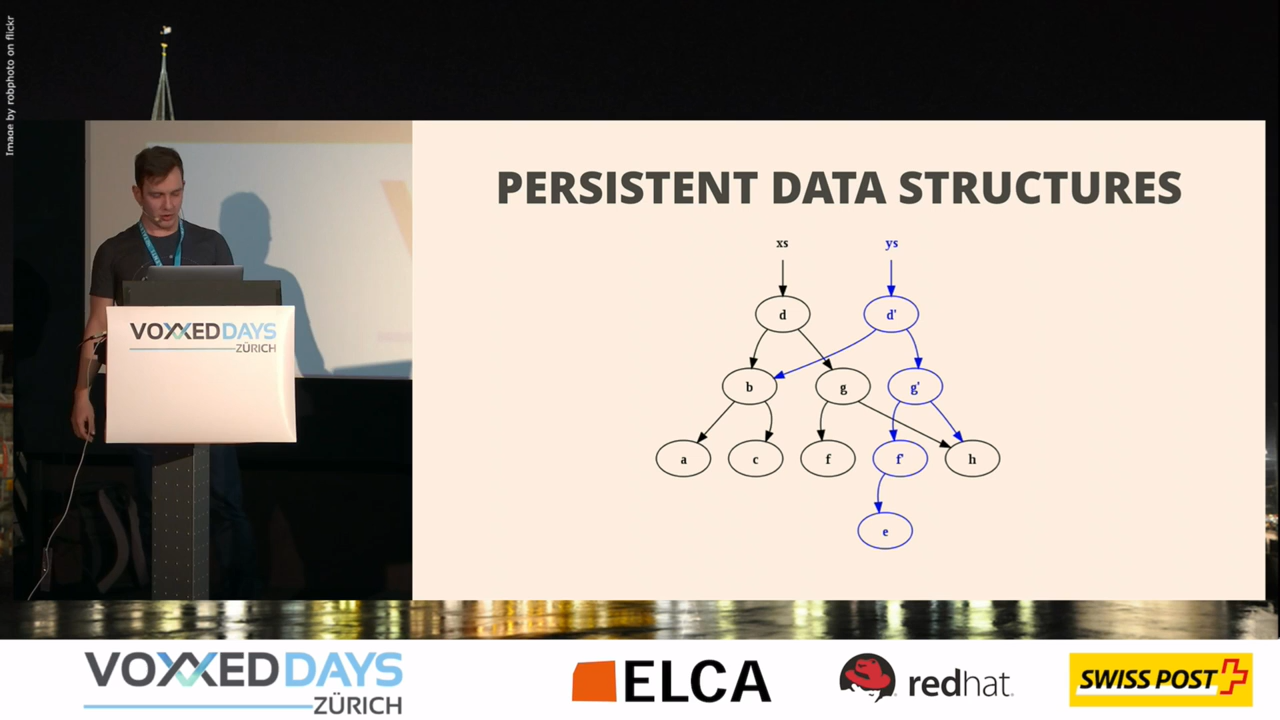 Image by robphoto on flickr
PERSISTENT DATA STRUCTURES
xs ys
d d'
b g g'
a c f f' h
e
VOXXEDDAYS
ZÜRICH
VOXXEDDAYS
ZÜRICH
ELCA
redhat.
SWISS POST